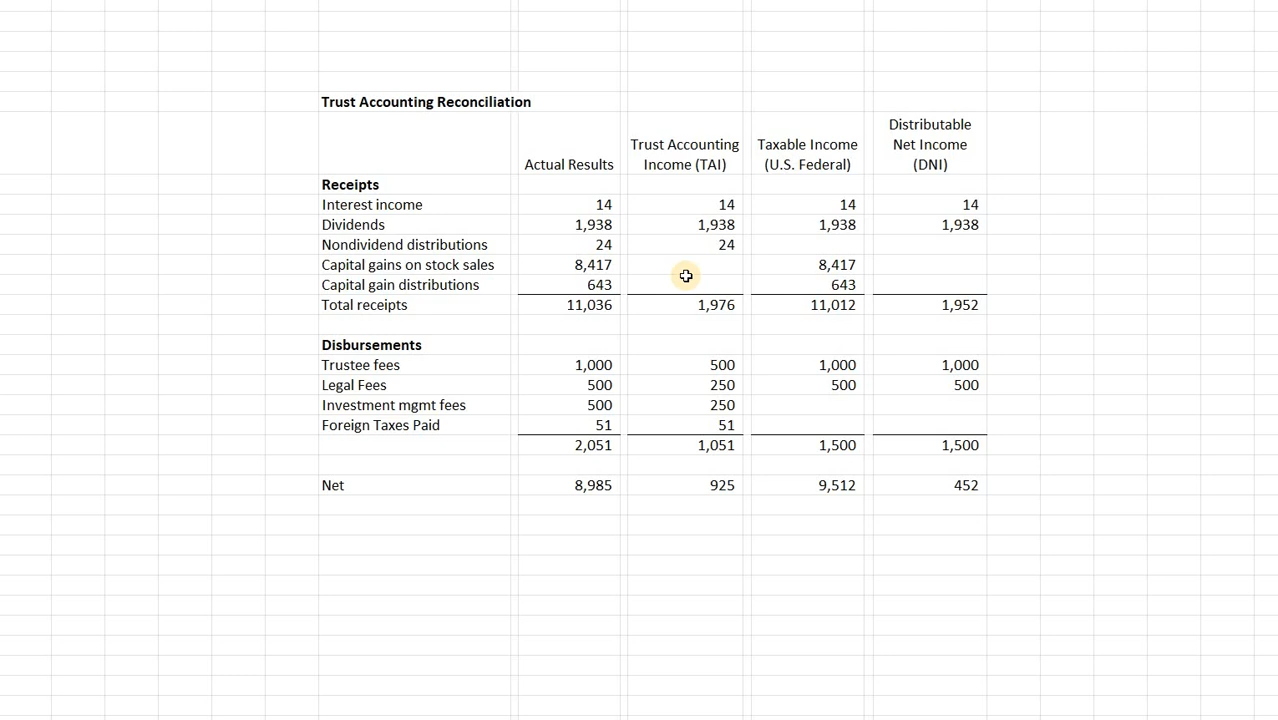 Trust Accounting Reconciliation
Distributable
Trust Accounting Taxable Income Net Income
Actual Results Income (TAI) (U.S. Federal) (DNI)
Receipts
Interest income 14 14 14 14
Dividends 1,938 1,938 1,938 1,938
Nondividend distributions 24 24
Capital gains on stock sales 8,417 8,417
Capital gain distributions 643 643
Total receipts 11,036 1,976 11,012 1,952
Disbursements
Trustee fees 1,000 500 1,000 1,000
Legal Fees 500 250 500 500
Investment mgmt fees 500 250
Foreign Taxes Paid 51 51
2,051 1,051 1,500 1,500
Net 8,985 925 9,512 452